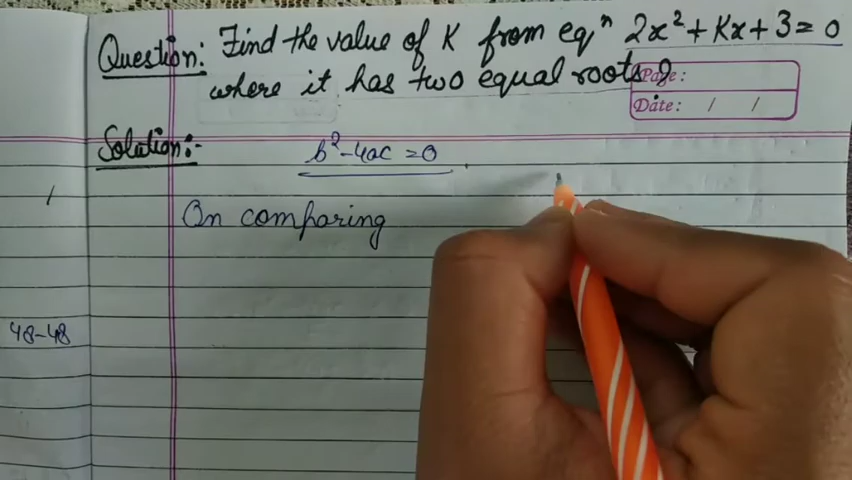 Question: Find the value of K from eqⁿ 2x² + Kx + 3 = 0
where it has two equal roots?
Page:
Date: / /
Solution:-
b² - 4ac = 0
/
On comparing
48-48